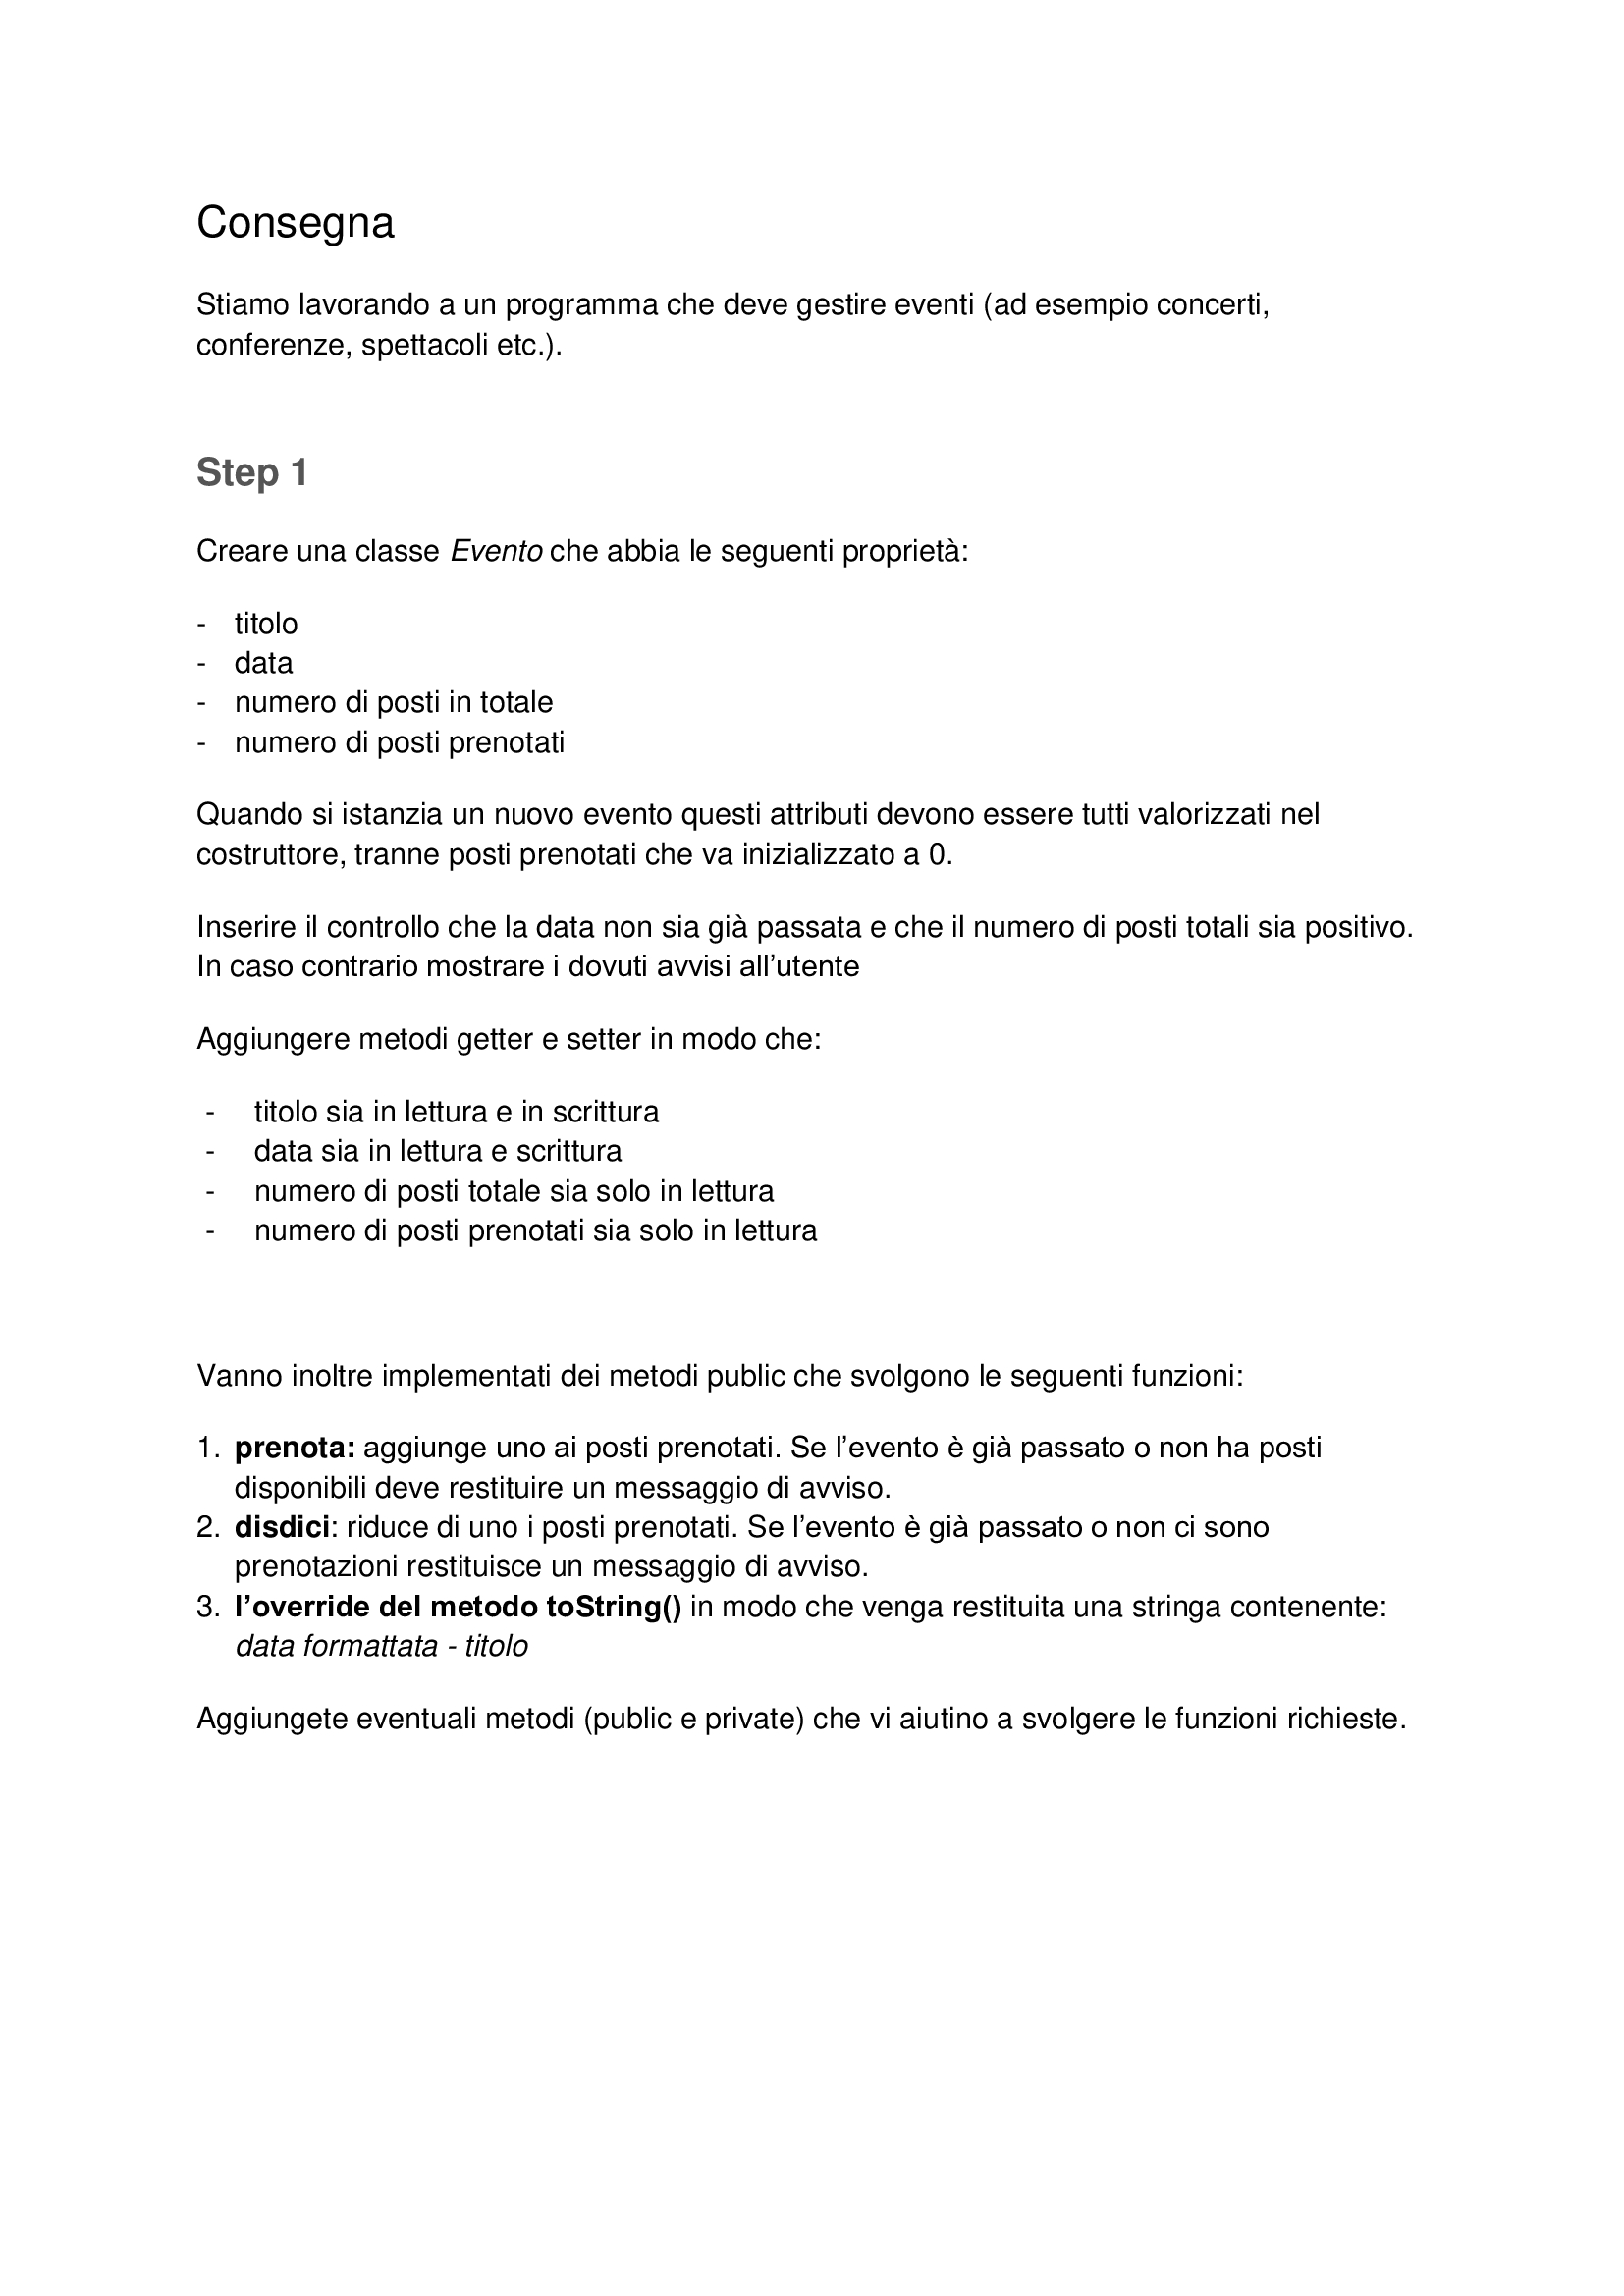 Consegna
Stiamo lavorando a un programma che deve gestire eventi (ad esempio concerti,
conferenze, spettacoli etc.).
Step 1
Creare una classe Evento che abbia le seguenti proprietà:
- titolo
- data
- numero di posti in totale
- numero di posti prenotati
Quando si istanzia un nuovo evento questi attributi devono essere tutti valorizzati nel
costruttore, tranne posti prenotati che va inizializzato a 0.
Inserire il controllo che la data non sia già passata e che il numero di posti totali sia positivo.
In caso contrario mostrare i dovuti avvisi all’utente
Aggiungere metodi getter e setter in modo che:
- titolo sia in lettura e in scrittura
- data sia in lettura e scrittura
- numero di posti totale sia solo in lettura
- numero di posti prenotati sia solo in lettura
Vanno inoltre implementati dei metodi public che svolgono le seguenti funzioni:
1. prenota: aggiunge uno ai posti prenotati. Se l’evento è già passato o non ha posti
disponibili deve restituire un messaggio di avviso.
2. disdici: riduce di uno i posti prenotati. Se l’evento è già passato o non ci sono
prenotazioni restituisce un messaggio di avviso.
3. l’override del metodo toString() in modo che venga restituita una stringa contenente:
data formattata - titolo
Aggiungete eventuali metodi (public e private) che vi aiutino a svolgere le funzioni richieste.